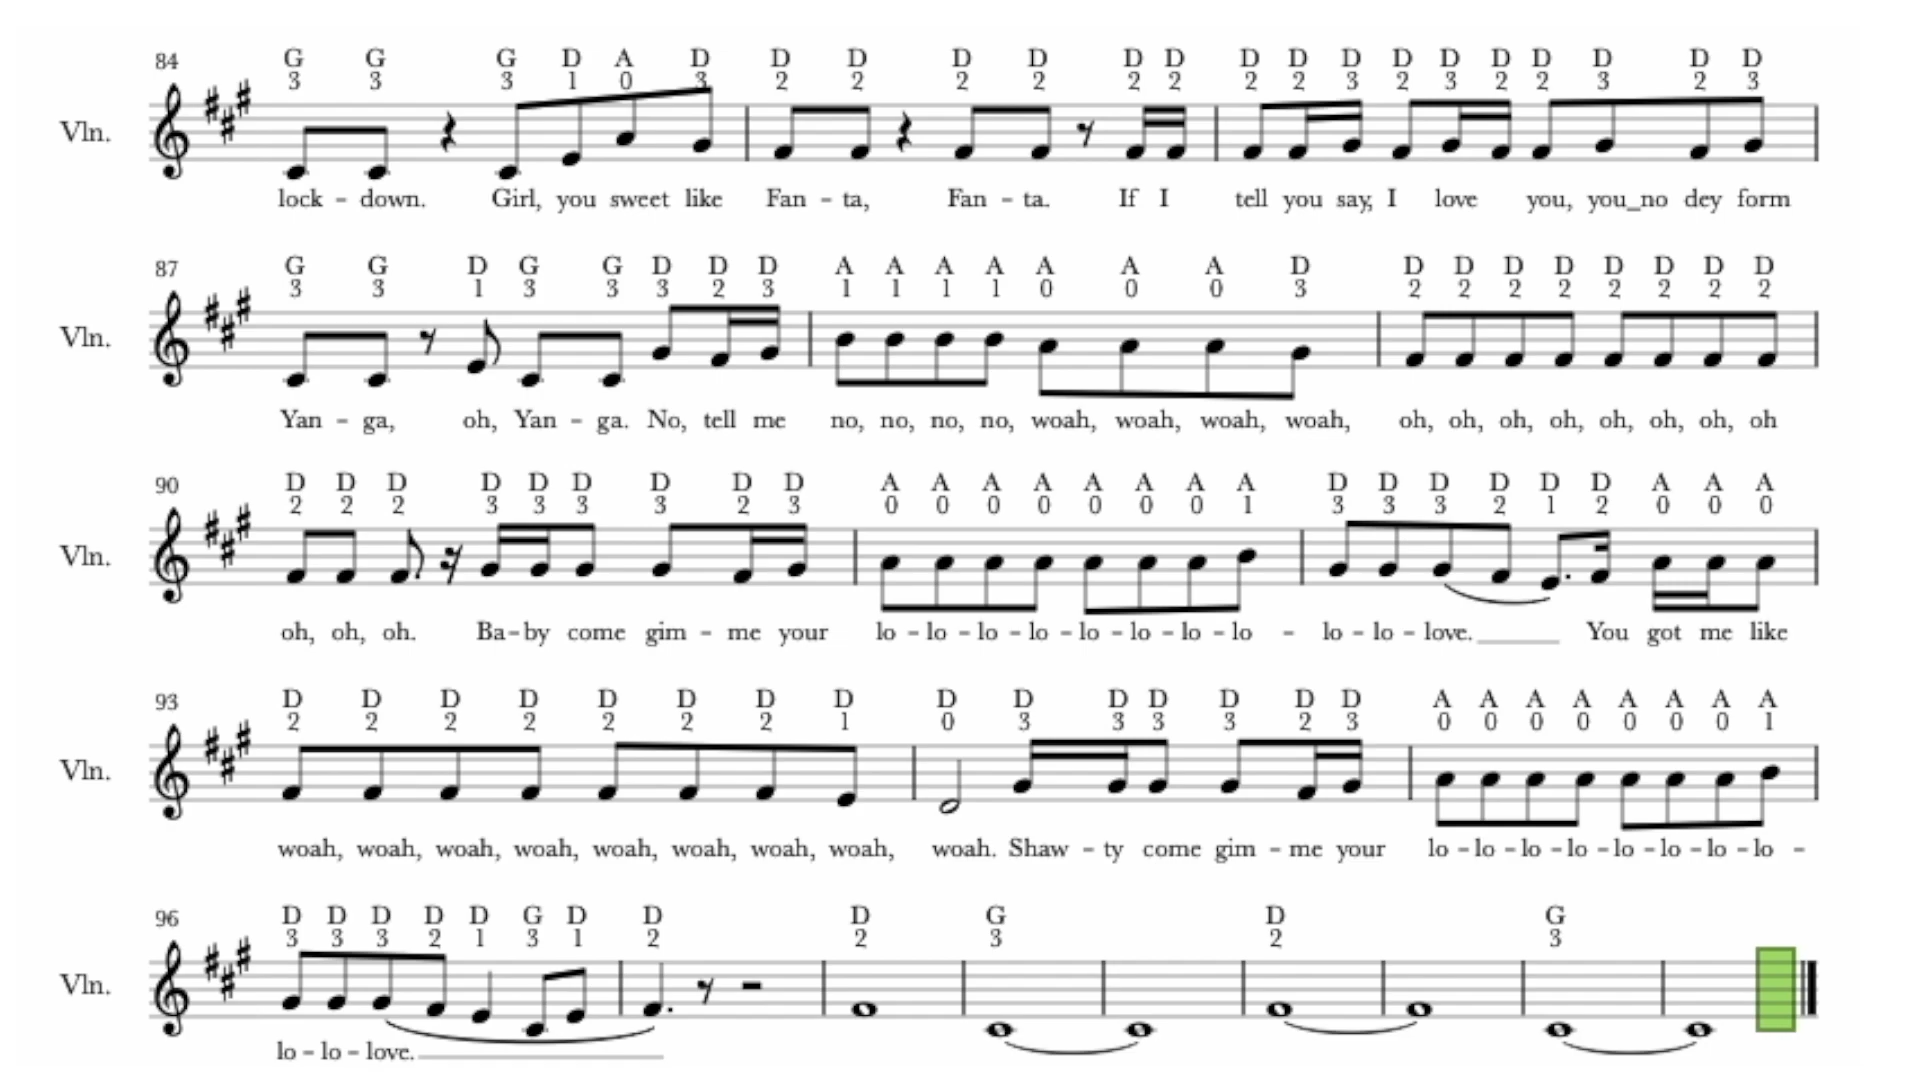 84 G G G D A D D D D D D D D D D D D D D D D D
3 3 3 1 0 3 2 2 2 2 2 2 2 2 3 2 3 2 2 3 2 3
Vln.
lock - down. Girl, you sweet like Fan - ta, Fan - ta. If I tell you say, I love you, you_no dey form
87 G G D G G D D D A A A A A A A D D D D D D D D D
3 3 1 3 3 3 2 3 1 1 1 1 0 0 0 3 2 2 2 2 2 2 2 2
Vln.
Yan - ga, oh, Yan - ga. No, tell me no, no, no, no, woah, woah, woah, woah, oh, oh, oh, oh, oh, oh, oh, oh
90 D D D D D D D D D A A A A A A A A D D D D D D A A A
2 2 2 3 3 3 3 2 3 0 0 0 0 0 0 0 1 3 3 3 2 1 2 0 0 0
Vln.
oh, oh, oh. Ba - by come gim - me your lo - lo - lo - lo - lo - lo - lo - lo - lo - lo - love. You got me like
93 D D D D D D D D D D D D D D D A A A A A A A A
2 2 2 2 2 2 2 1 0 3 3 3 3 2 3 0 0 0 0 0 0 0 1
Vln.
woah, woah, woah, woah, woah, woah, woah, woah, woah. Shaw - ty come gim - me your lo - lo - lo - lo - lo - lo - lo - lo -
96 D D D D D G D D D G D G
3 3 3 2 1 3 1 2 2 3 2 3
Vln.
lo - lo - love.